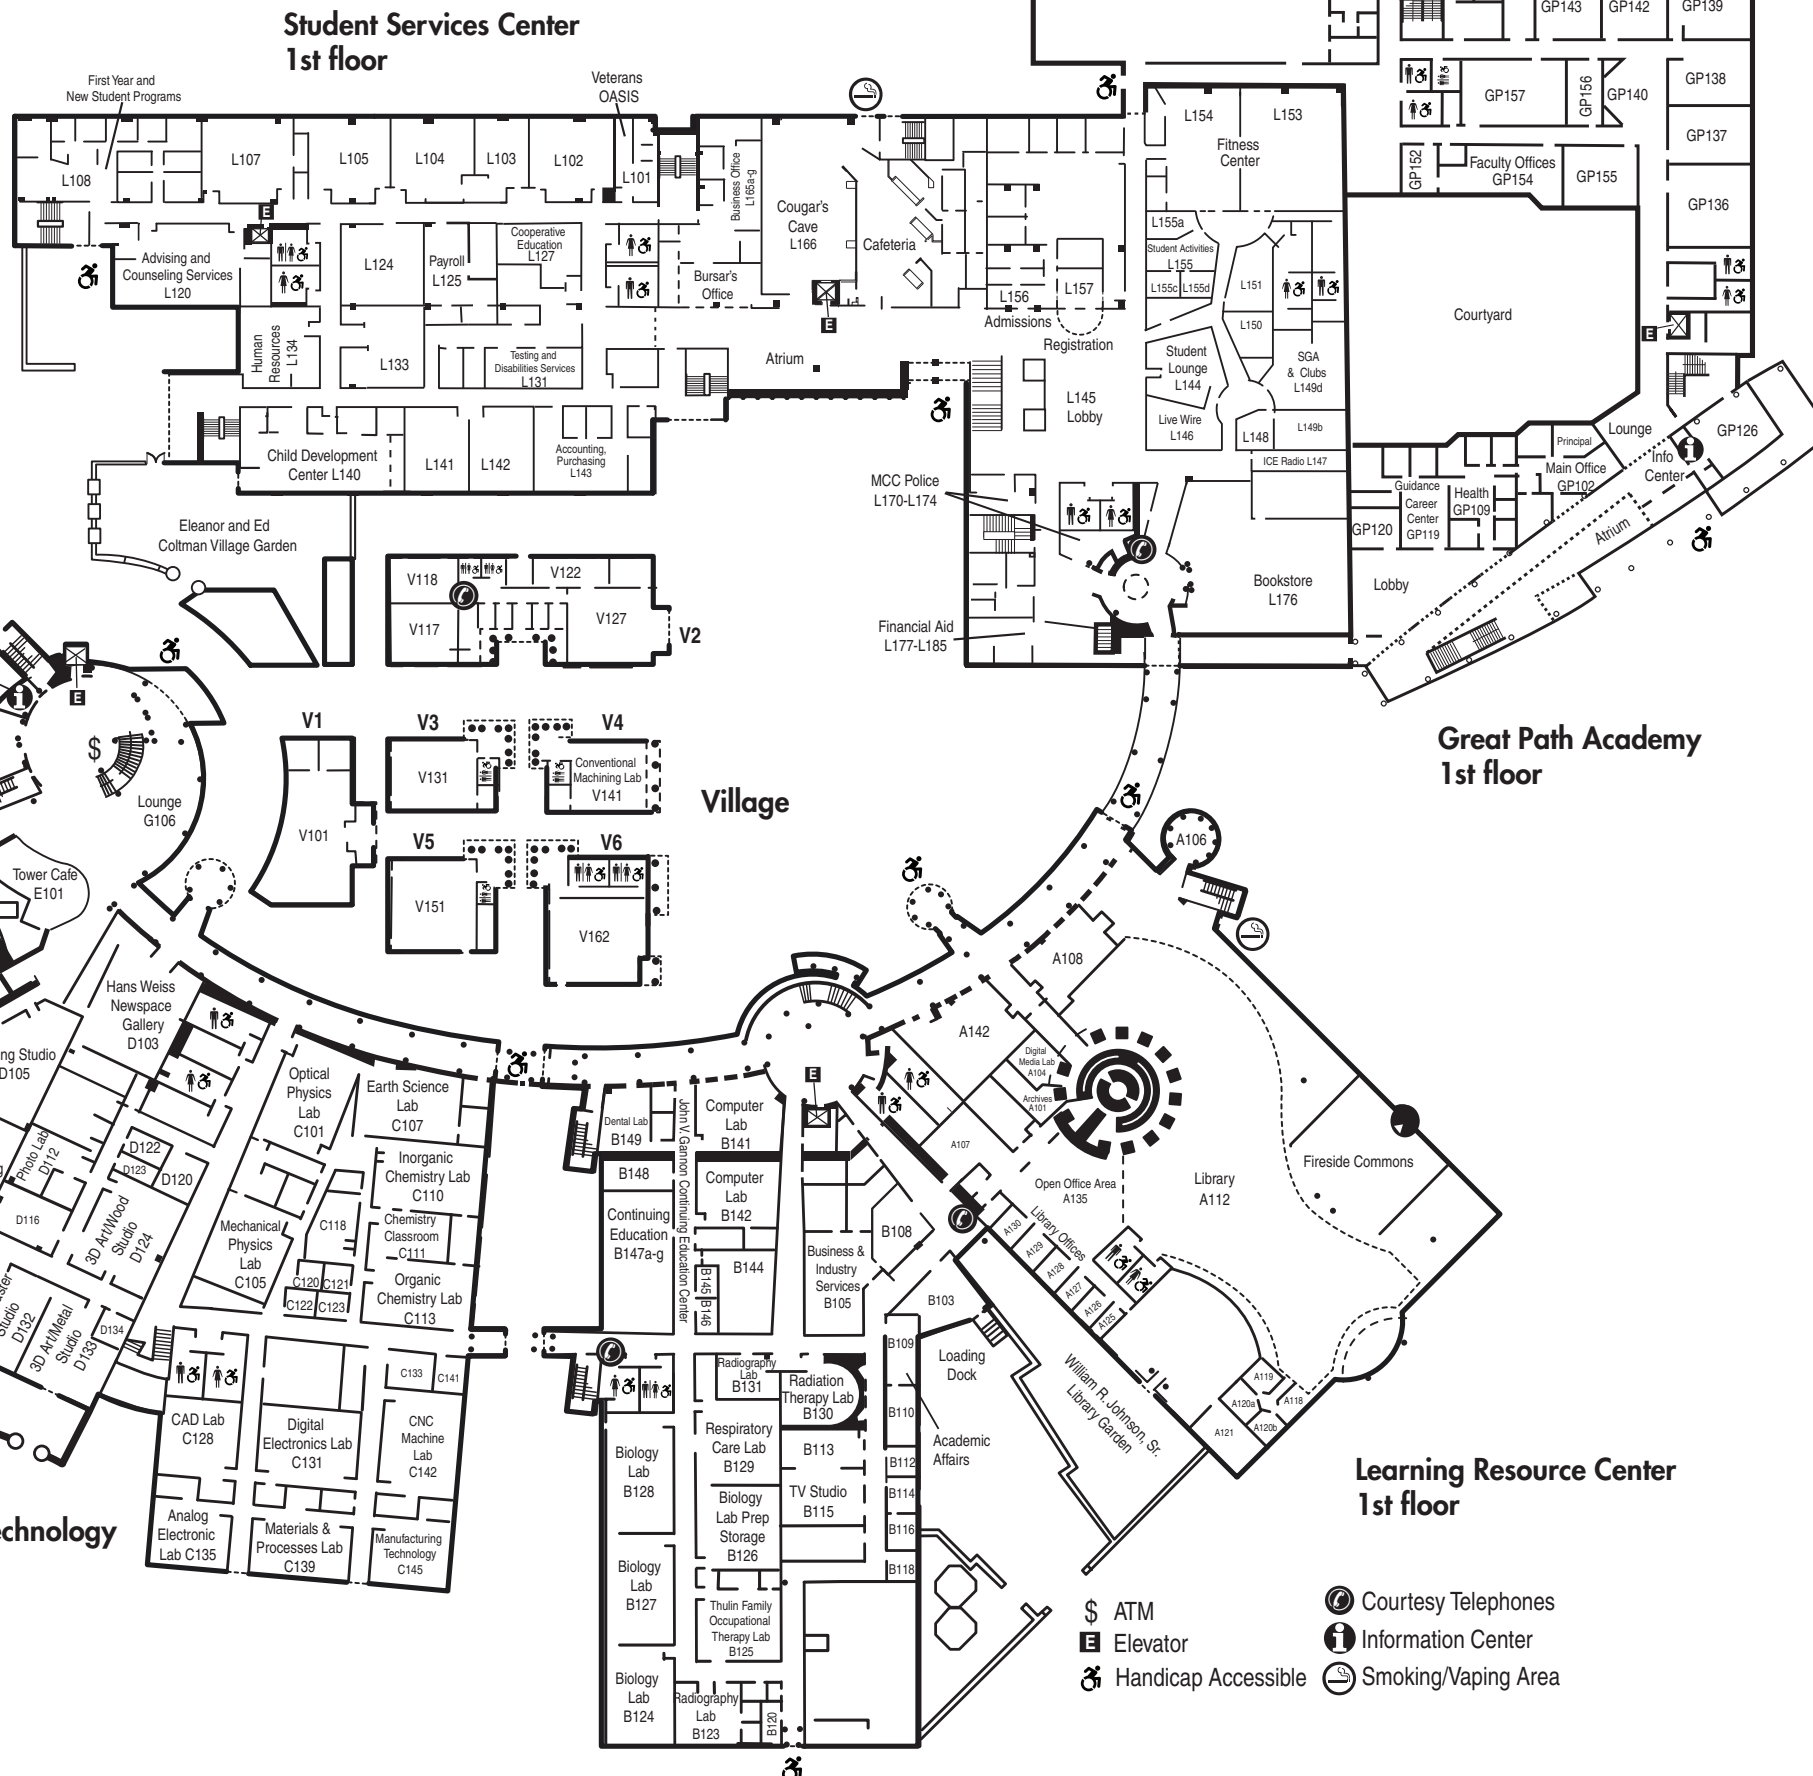 Student Services Center
1st floor
First Year and
New Student Programs
Veterans
OASIS
L108
L107
L105
L104
L103
L102
L101
Business Office
L165a-g
Cougar's
Cave
L166
Cafeteria
E
Advising and
Counseling Services
L120
L124
Payroll
L125
Cooperative
Education
L127
Bursar's
Office
E
Human
Resources
L134
L133
Testing and
Disabilities Services
L131
Atrium
Child Development
Center L140
L141
L142
Accounting,
Purchasing
L143
Eleanor and Ed
Coltman Village Garden
L156
Admissions
L157
Registration
L145
Lobby
L154
L153
Fitness
Center
L155a
Student Activities
L155
L155c
L155d
L151
L150
Student
Lounge
L144
SGA
& Clubs
L149d
Live Wire
L146
L148
L149b
ICE Radio L147
MCC Police
L170-L174
Financial Aid
L177-L185
Bookstore
L176
GP143
GP142
GP139
GP138
GP157
GP156
GP140
GP137
GP152
Faculty Offices
GP154
GP155
GP136
Courtyard
E
Lounge
GP126
Info
Center
Principal
Main Office
GP102
Guidance
Career
Center
GP119
Health
GP109
GP120
Atrium
Lobby
Great Path Academy
1st floor
V118
V122
V117
V127
V2
V1
V3
V4
V131
Conventional
Machining Lab
V141
V101
V5
V6
V151
V162
Village
E
$
Lounge
G106
Tower Cafe
E101
Hans Weiss
Newspace
Gallery
D103
ng Studio
D105
Photo Lab
D112
D122
D123
D120
D116
3D Art/Wood
Studio
D124
Studio
D132
3D Art/Metal
Studio
D133
D134
echnology
Optical
Physics
Lab
C101
Earth Science
Lab
C107
Inorganic
Chemistry Lab
C110
Mechanical
Physics
Lab
C105
C118
Chemistry
Classroom
C111
C120
C121
C122
C123
Organic
Chemistry Lab
C113
C133
C141
CAD Lab
C128
Digital
Electronics Lab
C131
CNC
Machine
Lab
C142
Analog
Electronic
Lab C135
Materials &
Processes Lab
C139
Manufacturing
Technology
C145
Dental Lab
B149
John V. Gannon Continuing Education Center
Computer
Lab
B141
E
B148
Computer
Lab
B142
Continuing
Education
B147a-g
B144
B145
B146
Business &
Industry
Services
B105
B108
B103
B109
Radiography
Lab
B131
Radiation
Therapy Lab
B130
B110
Academic
Affairs
Loading
Dock
Biology
Lab
B128
Respiratory
Care Lab
B129
B113
B112
TV Studio
B115
B114
Biology
Lab Prep
Storage
B126
B116
B118
Biology
Lab
B127
Thulin Family
Occupational
Therapy Lab
B125
Biology
Lab
B124
Radiography
Lab
B123
B120
A106
A108
A142
Digital
Media Lab
A104
Archives
A101
A107
Open Office Area
A135
Library
A112
Fireside Commons
Library Offices
A130
A129
A128
A127
A126
A125
William R. Johnson, Sr.
Library Garden
A119
A120a
A118
A120b
A121
Learning Resource Center
1st floor
$ ATM
E Elevator
Handicap Accessible
Courtesy Telephones
Information Center
Smoking/Vaping Area